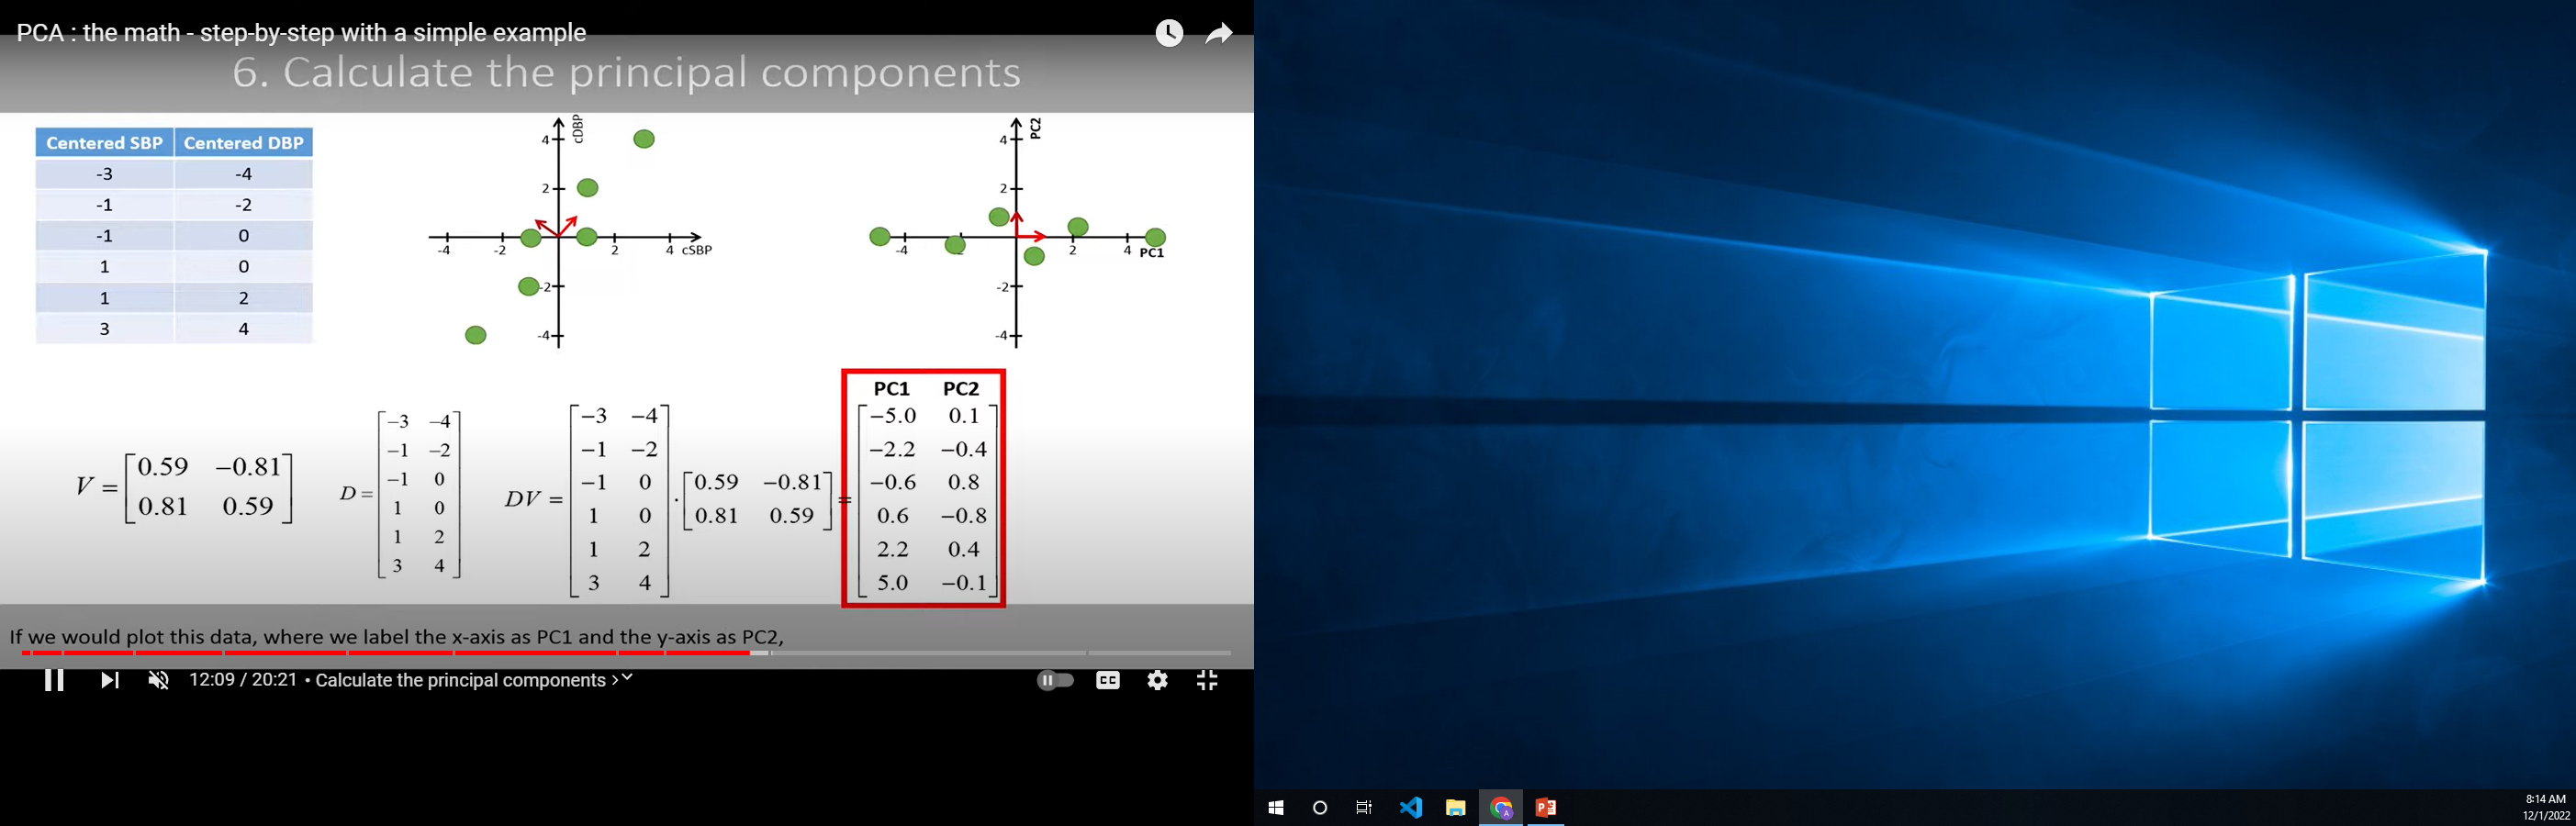 PCA : the math - step-by-step with a simple example
6. Calculate the principal components
Centered SBP Centered DBP
-3 -4
-1 -2
-1 0
1 0
1 2
3 4
cDBP
4
2
-4 -2 2 4 cSBP
-2
-4
PC2
4
2
-4 2 4 PC1
-2
-4
V = [0.59 −0.81
0.81 0.59]
D = [−3 −4
−1 −2
−1 0
1 0
1 2
3 4]
DV = [−3 −4
−1 −2
−1 0
1 0
1 2
3 4]
· [0.59 −0.81
0.81 0.59] =
PC1 PC2
[−5.0 0.1
−2.2 −0.4
−0.6 0.8
0.6 −0.8
2.2 0.4
5.0 −0.1]
If we would plot this data, where we label the x-axis as PC1 and the y-axis as PC2,
12:09 / 20:21 • Calculate the principal components >
CC
A
P
8:14 AM
12/1/2022